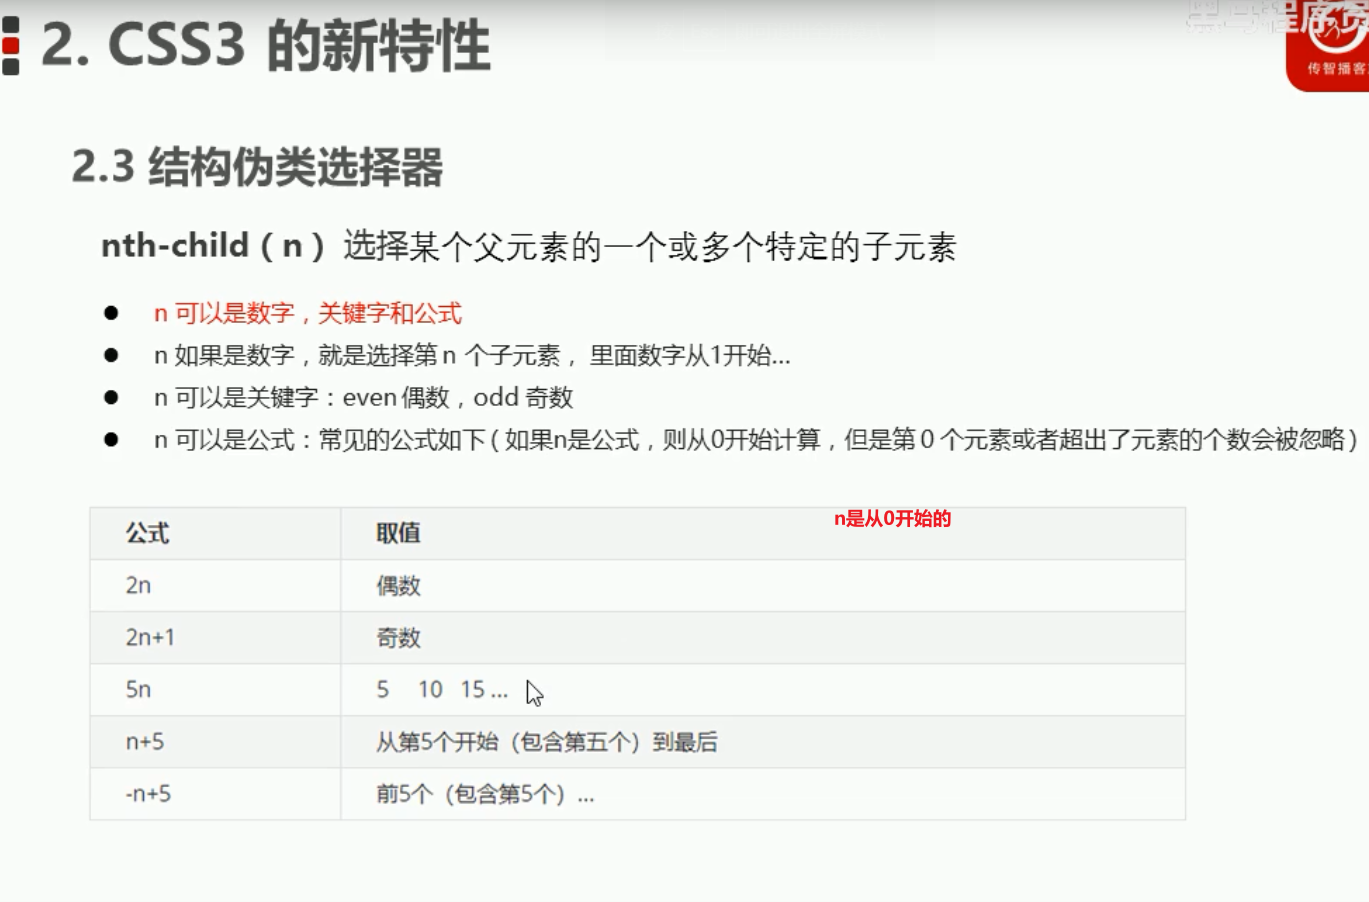 黑马程序员
2. CSS3 的新特性
传智播客
2.3 结构伪类选择器
nth-child（n）选择某个父元素的一个或多个特定的子元素
● n 可以是数字，关键字和公式
● n 如果是数字，就是选择第 n 个子元素， 里面数字从1开始...
● n 可以是关键字：even 偶数，odd 奇数
● n 可以是公式：常见的公式如下 ( 如果n是公式，则从0开始计算，但是第 0 个元素或者超出了元素的个数会被忽略 )
公式 取值 n是从0开始的
2n 偶数
2n+1 奇数
5n 5 10 15 ...
n+5 从第5个开始（包含第五个）到最后
-n+5 前5个（包含第5个）...